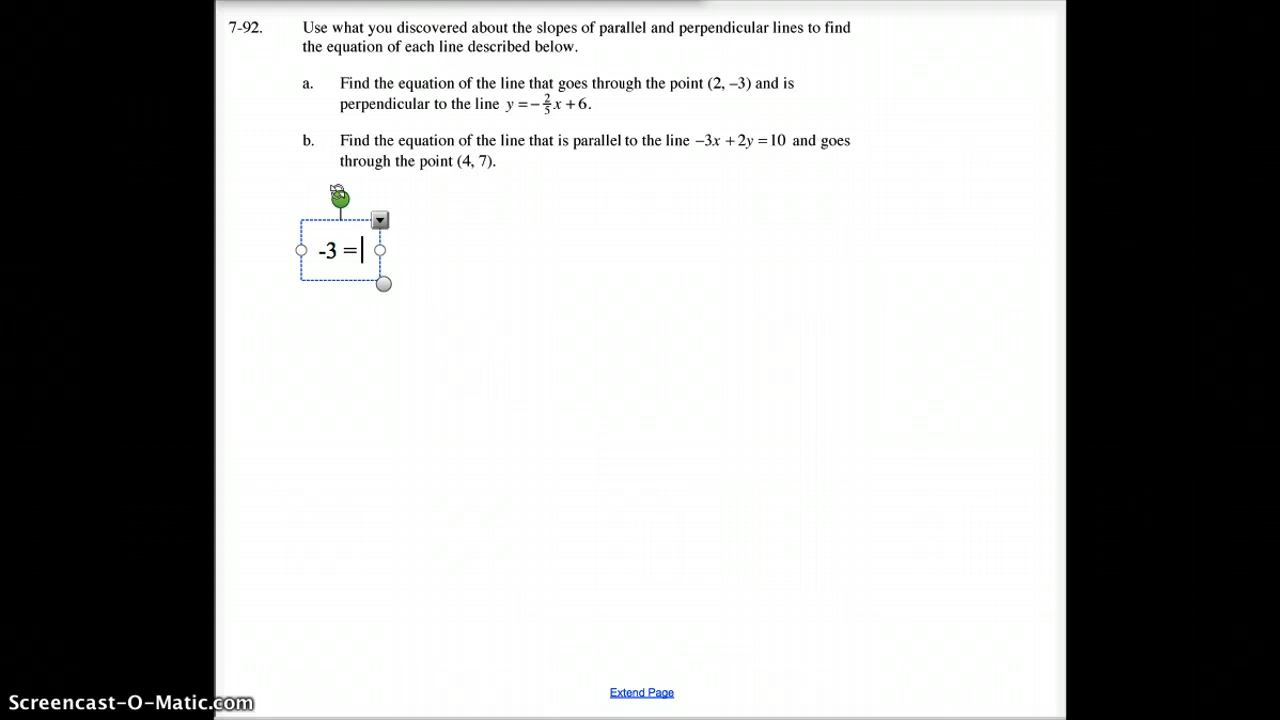 7-92. Use what you discovered about the slopes of parallel and perpendicular lines to find
the equation of each line described below.
a. Find the equation of the line that goes through the point (2, −3) and is
perpendicular to the line y = −2/5x + 6.
b. Find the equation of the line that is parallel to the line −3x + 2y = 10 and goes
through the point (4, 7).
-3 =
Extend Page
Screencast-O-Matic.com